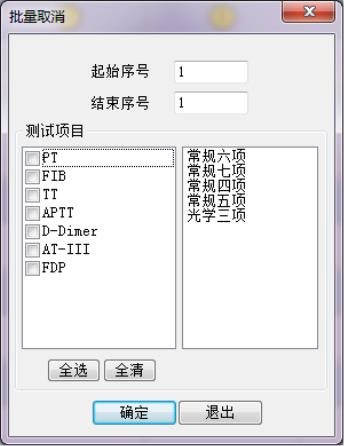 批量取消
起始序号 1
结束序号 1
测试项目
PT
FIB
TT
APTT
D-Dimer
AT-III
FDP
常规六项
常规七项
常规四项
常规五项
光学三项
全选 全清
确定 退出